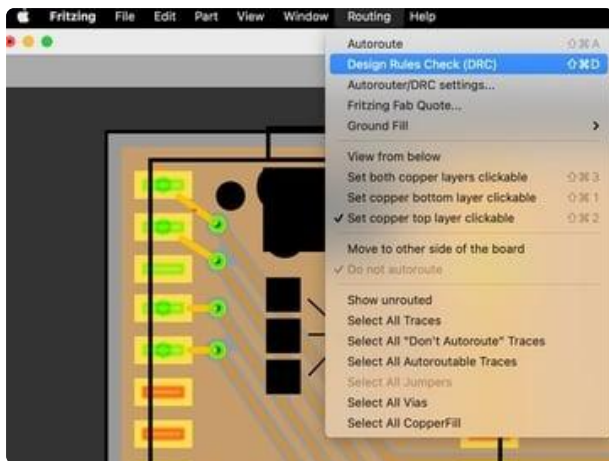 Fritzing File Edit Part View Window Routing Help
Autoroute ⇧⌘A
Design Rules Check (DRC) ⇧⌘D
Autorouter/DRC settings...
Fritzing Fab Quote...
Ground Fill >
View from below
Set both copper layers clickable ⇧⌘3
Set copper bottom layer clickable ⇧⌘1
✓ Set copper top layer clickable ⇧⌘2
Move to other side of the board
✓ Do not autoroute
Show unrouted
Select All Traces
Select All "Don't Autoroute" Traces
Select All Autoroutable Traces
Select All Jumpers
Select All Vias
Select All CopperFill